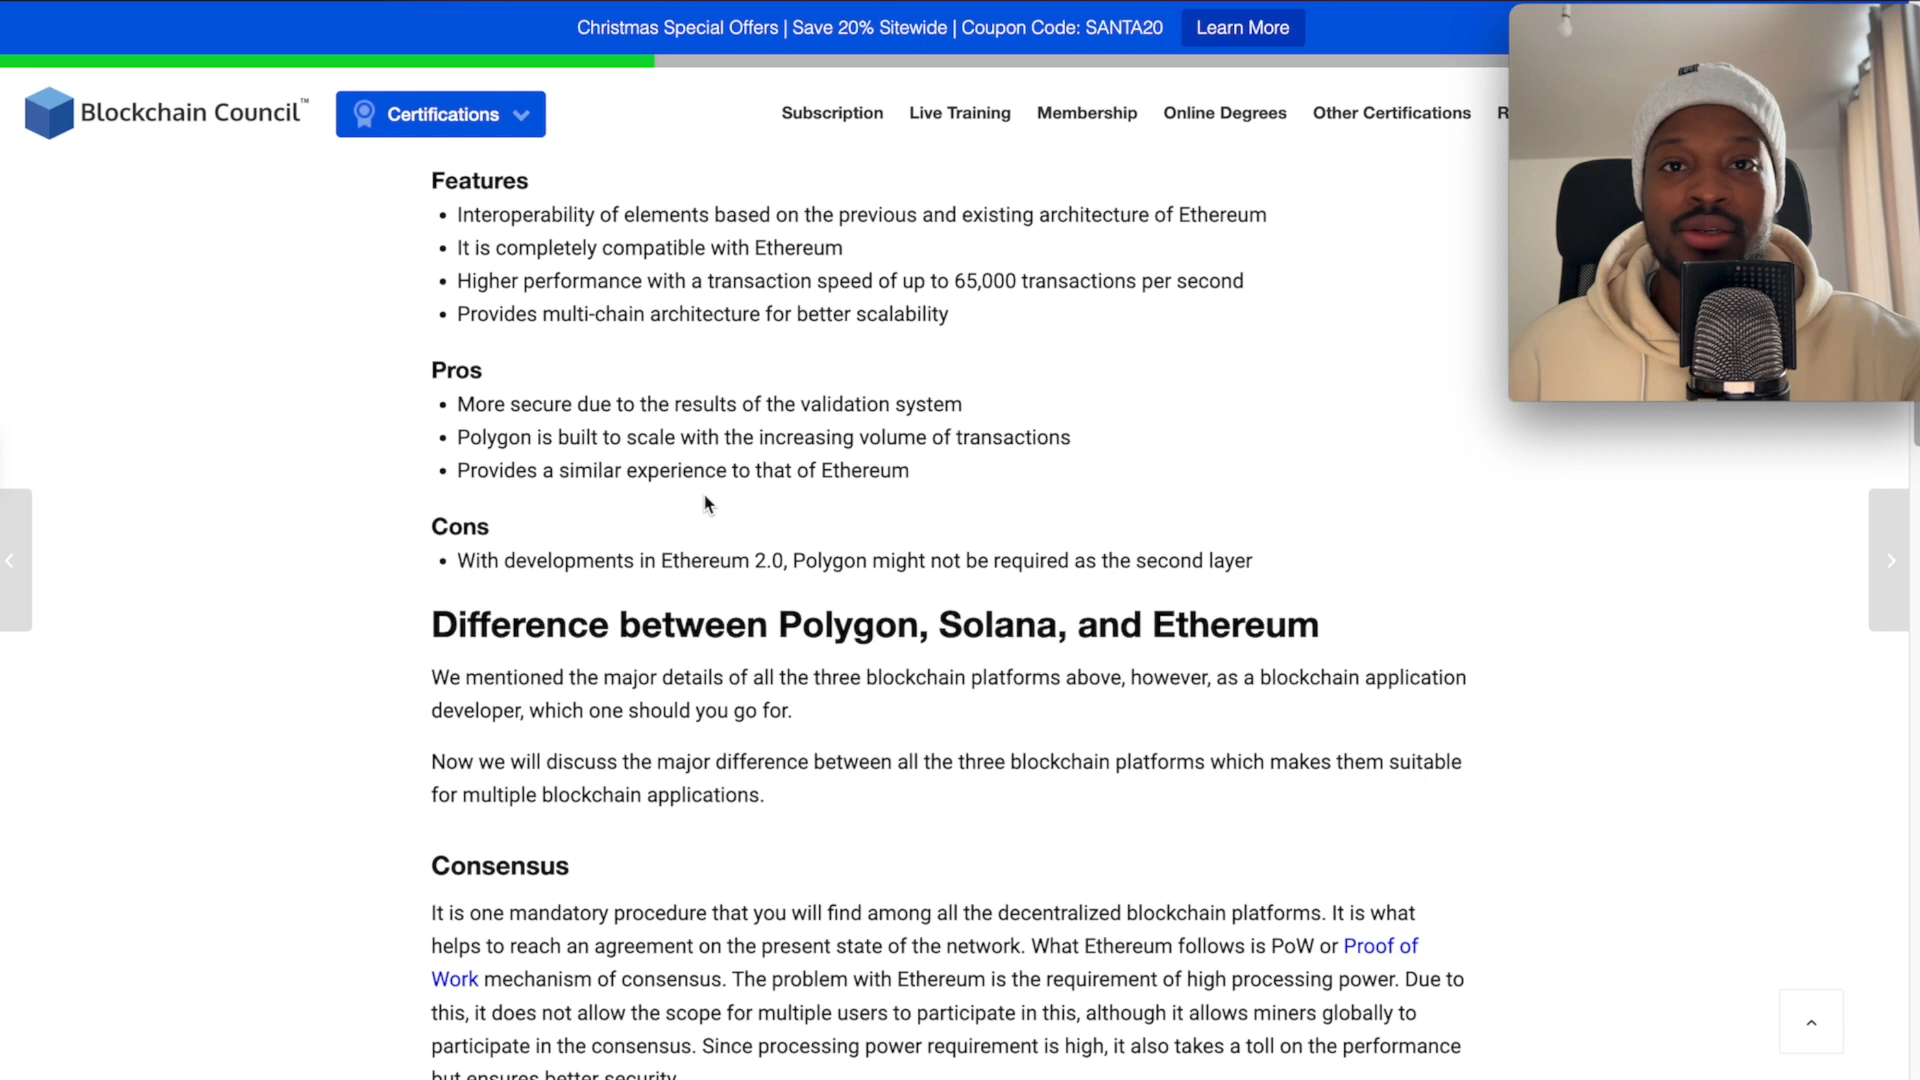 Christmas Special Offers | Save 20% Sitewide | Coupon Code: SANTA20 Learn More
Blockchain Council™ Certifications Subscription Live Training Membership Online Degrees Other Certifications R
Features
• Interoperability of elements based on the previous and existing architecture of Ethereum
• It is completely compatible with Ethereum
• Higher performance with a transaction speed of up to 65,000 transactions per second
• Provides multi-chain architecture for better scalability
Pros
• More secure due to the results of the validation system
• Polygon is built to scale with the increasing volume of transactions
• Provides a similar experience to that of Ethereum
Cons
• With developments in Ethereum 2.0, Polygon might not be required as the second layer
Difference between Polygon, Solana, and Ethereum
We mentioned the major details of all the three blockchain platforms above, however, as a blockchain application
developer, which one should you go for.
Now we will discuss the major difference between all the three blockchain platforms which makes them suitable
for multiple blockchain applications.
Consensus
It is one mandatory procedure that you will find among all the decentralized blockchain platforms. It is what
helps to reach an agreement on the present state of the network. What Ethereum follows is PoW or Proof of
Work mechanism of consensus. The problem with Ethereum is the requirement of high processing power. Due to
this, it does not allow the scope for multiple users to participate in this, although it allows miners globally to
participate in the consensus. Since processing power requirement is high, it also takes a toll on the performance
but ensures better security.